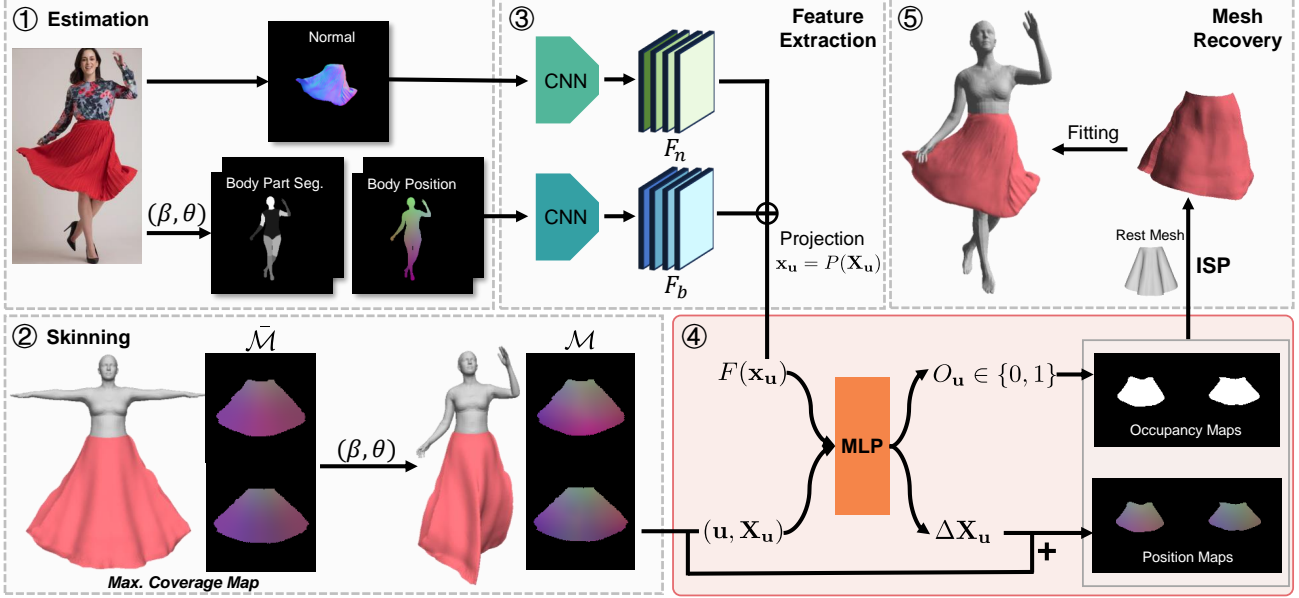 ① Estimation
Normal
(β, θ)
Body Part Seg.
Body Position
③
Feature
Extraction
CNN
F_n
CNN
F_b
Projection
x_u = P(X_u)
⑤
Mesh
Recovery
Fitting
Rest Mesh
ISP
② Skinning
M̄
M
(β, θ)
Max. Coverage Map
④
F(x_u)
O_u ∈ {0, 1}
MLP
Occupancy Maps
(u, X_u)
ΔX_u
+
Position Maps